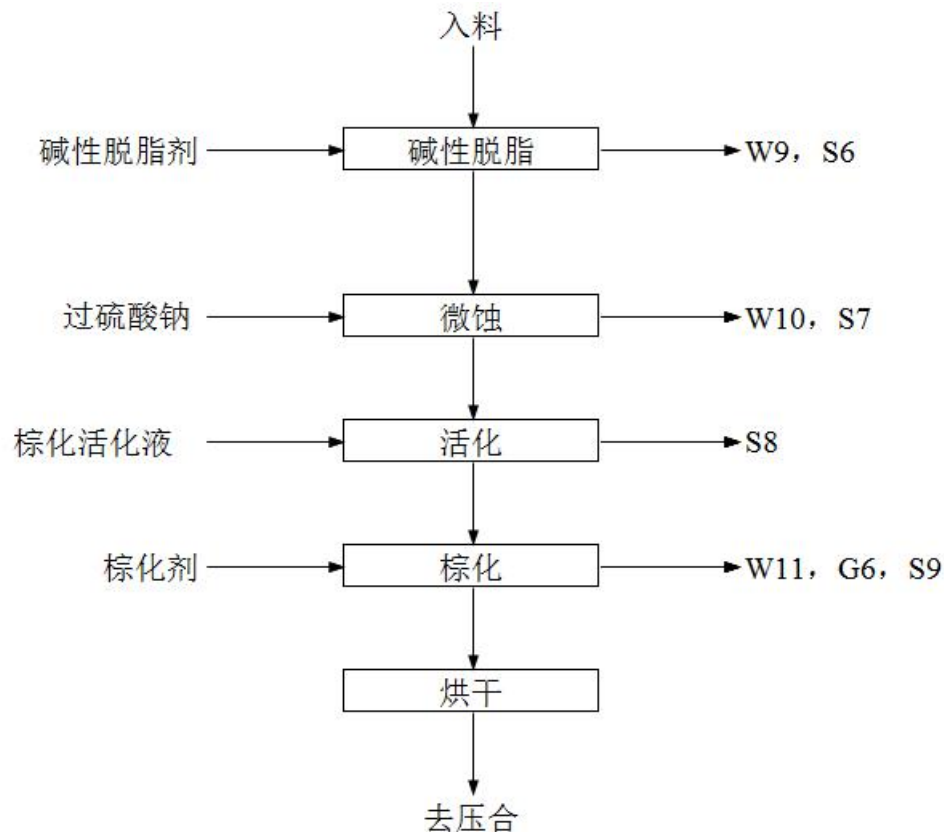 入料
碱性脱脂剂
碱性脱脂
W9，S6
过硫酸钠
微蚀
W10，S7
棕化活化液
活化
S8
棕化剂
棕化
W11，G6，S9
烘干
去压合